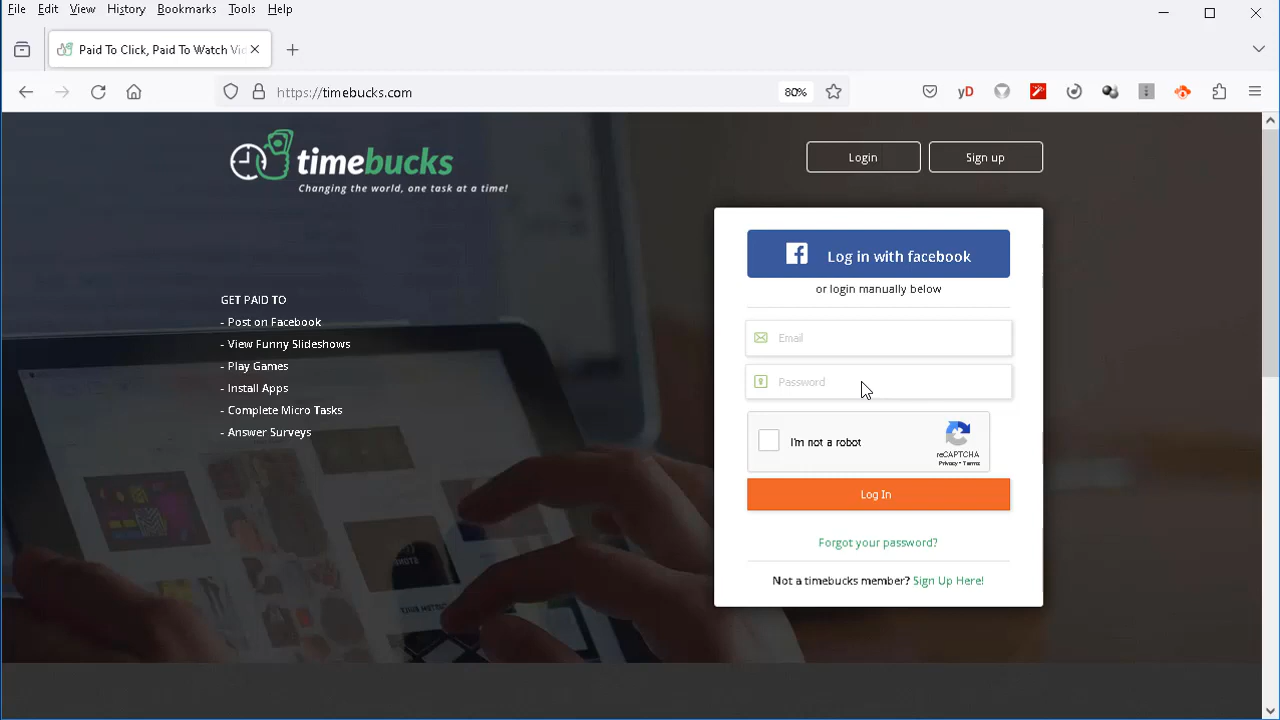 File Edit View History Bookmarks Tools Help
Paid To Click, Paid To Watch Vi
https://timebucks.com
80%
yD
timebucks
Changing the world, one task at a time!
Login
Sign up
Log in with facebook
or login manually below
GET PAID TO
- Post on Facebook
- View Funny Slideshows
- Play Games
- Install Apps
- Complete Micro Tasks
- Answer Surveys
Email
Password
I'm not a robot
reCAPTCHA
Privacy - Terms
Log In
Forgot your password?
Not a timebucks member? Sign Up Here!